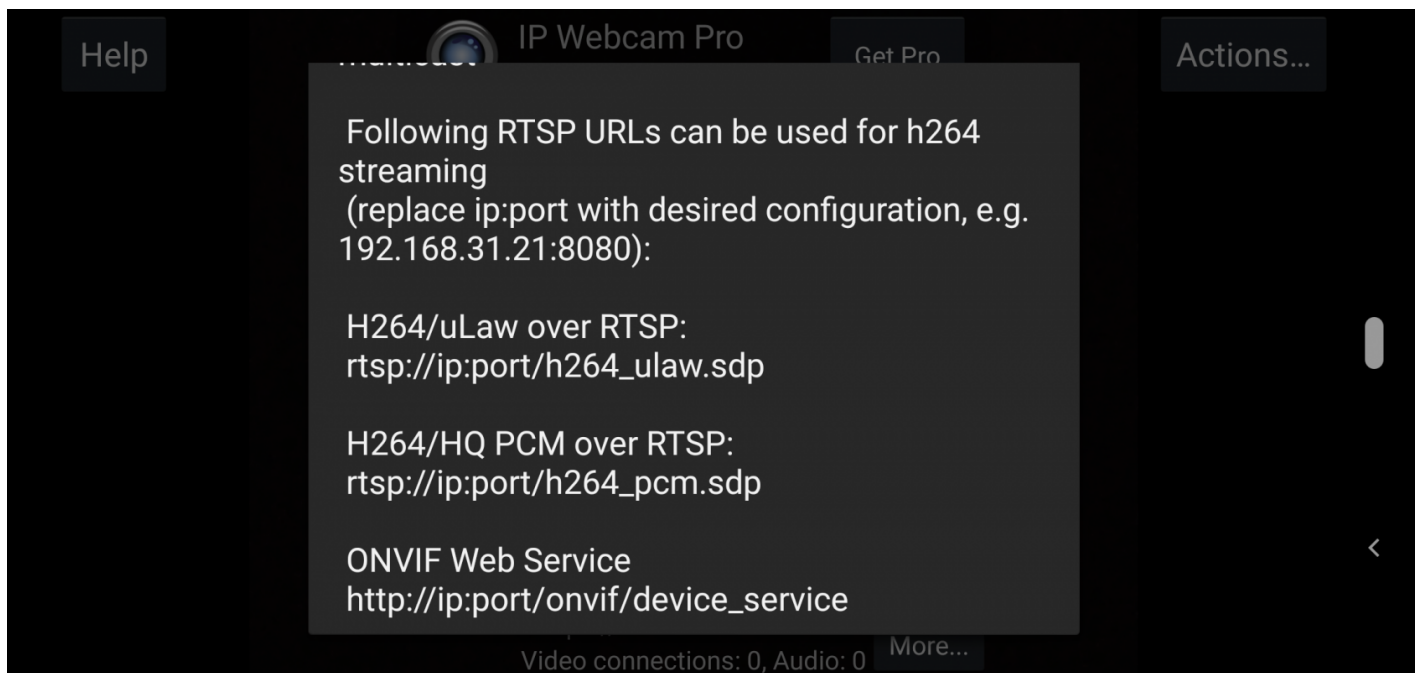 Help
IP Webcam Pro
Get Pro
Actions...
multicast
Following RTSP URLs can be used for h264
streaming
(replace ip:port with desired configuration, e.g.
192.168.31.21:8080):
H264/uLaw over RTSP:
rtsp://ip:port/h264_ulaw.sdp
H264/HQ PCM over RTSP:
rtsp://ip:port/h264_pcm.sdp
ONVIF Web Service
http://ip:port/onvif/device_service
Video connections: 0, Audio: 0
More...